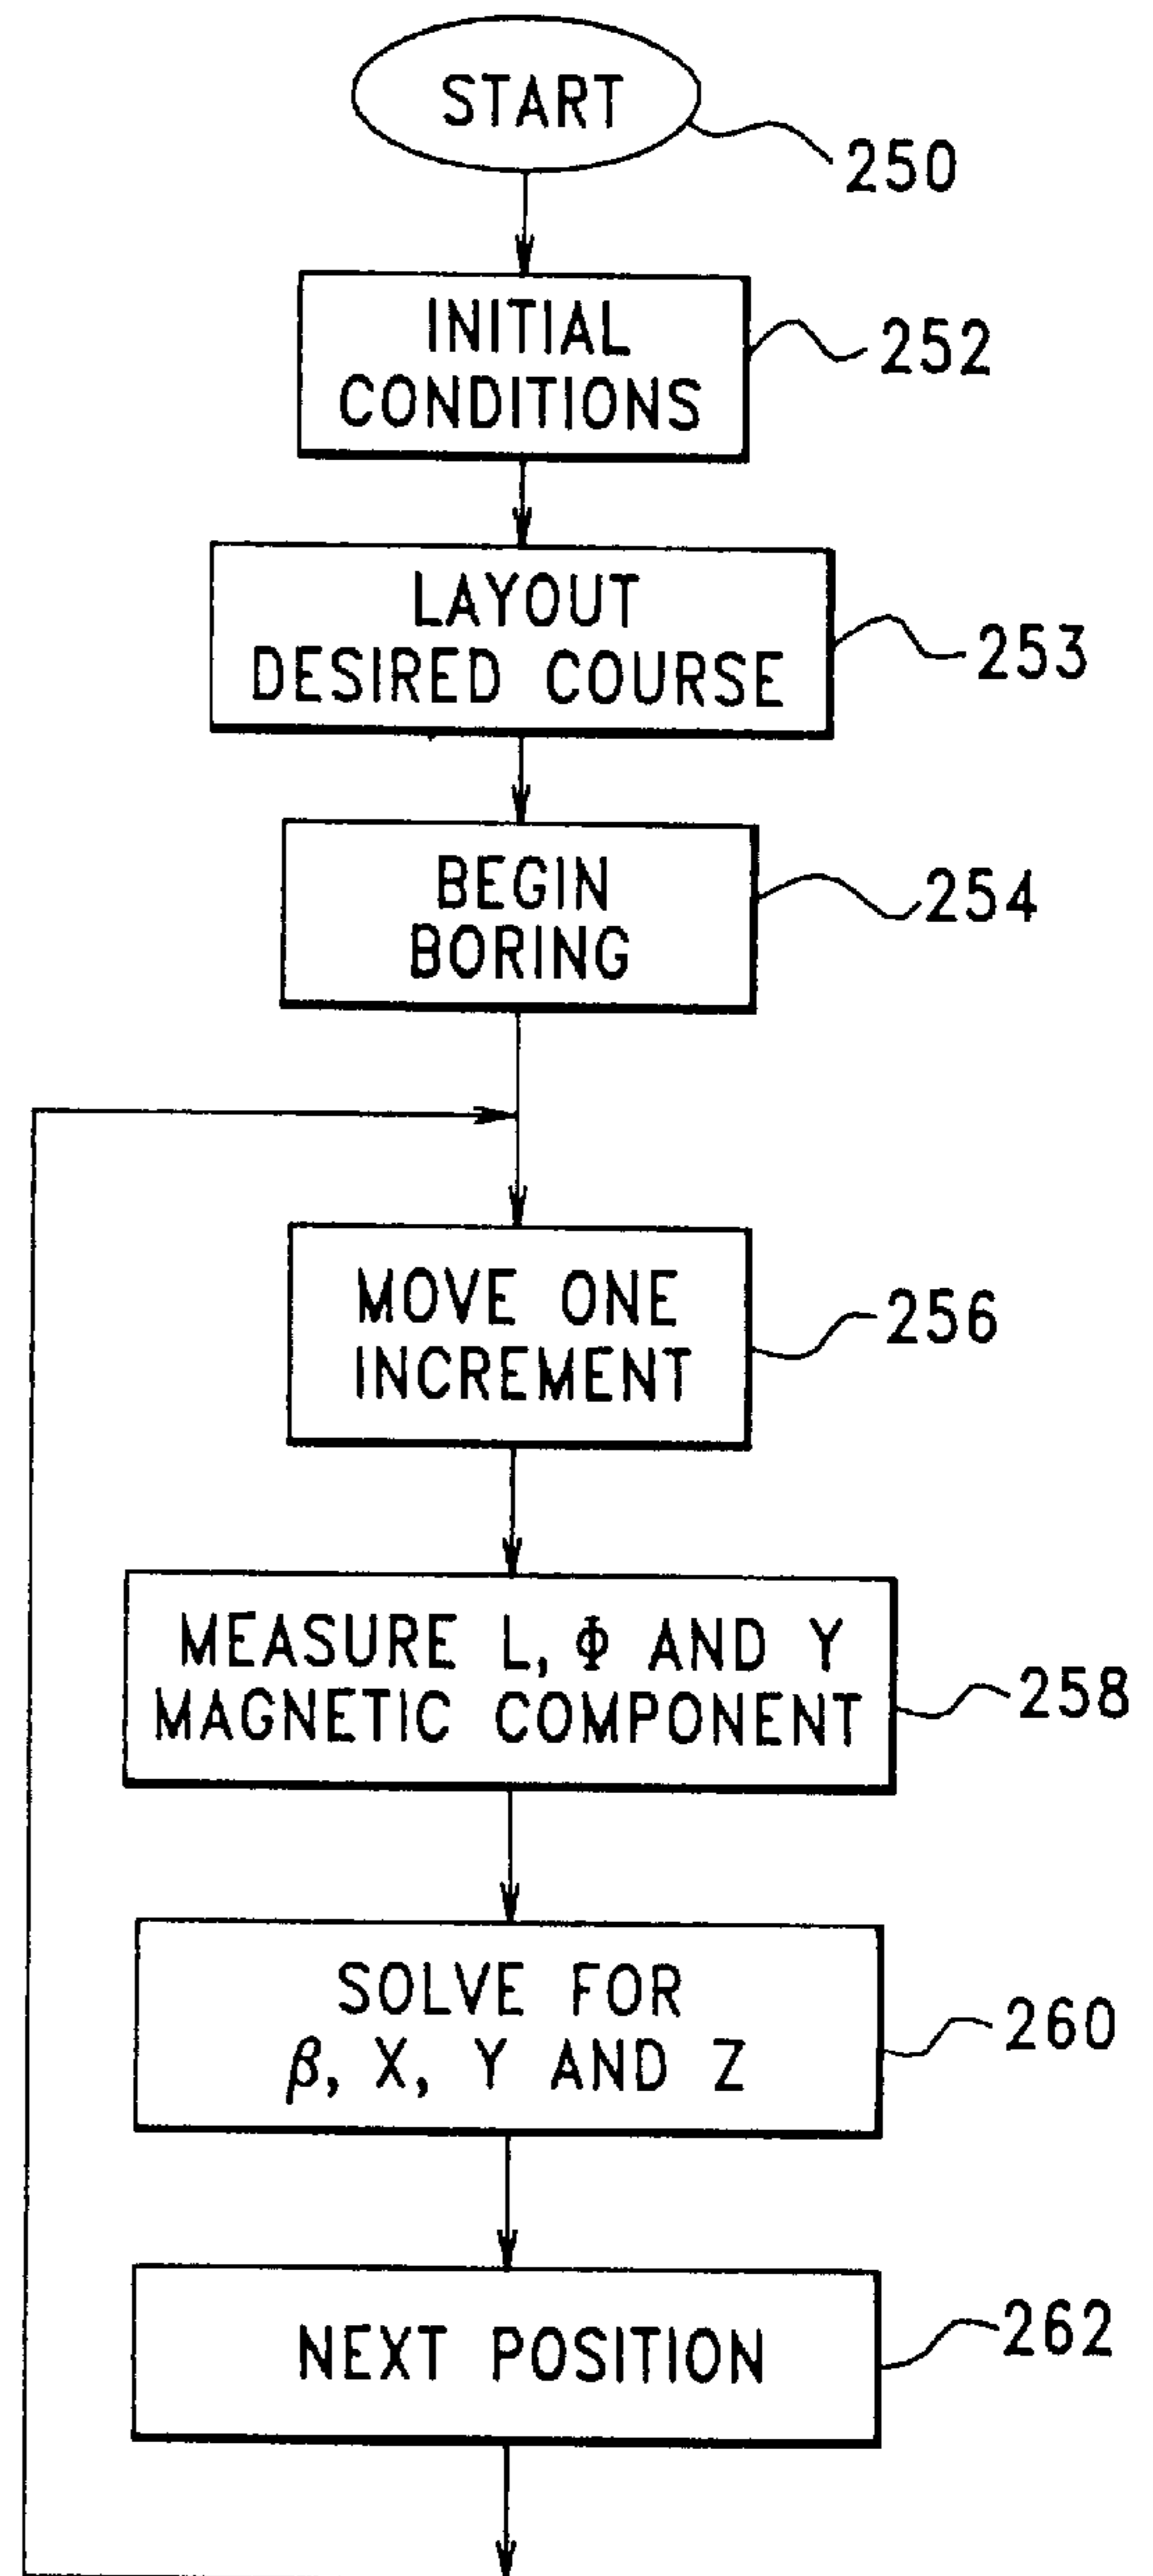 START
250
INITIAL
CONDITIONS
252
LAYOUT
DESIRED COURSE
253
BEGIN
BORING
254
MOVE ONE
INCREMENT
256
MEASURE L, Φ AND Y
MAGNETIC COMPONENT
258
SOLVE FOR
β, X, Y AND Z
260
NEXT POSITION
262